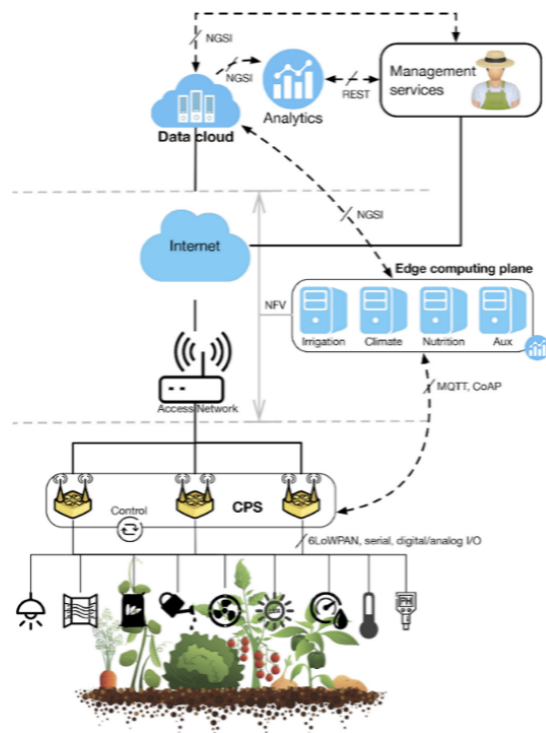 NGSI
NGSI
Management
services
REST
Analytics
Data cloud
NGSI
Internet
Edge computing plane
NFV
Irrigation
Climate
Nutrition
Aux
Access Network
MQTT, CoAP
CPS
Control
6LoWPAN, serial, digital/analog I/O
PH